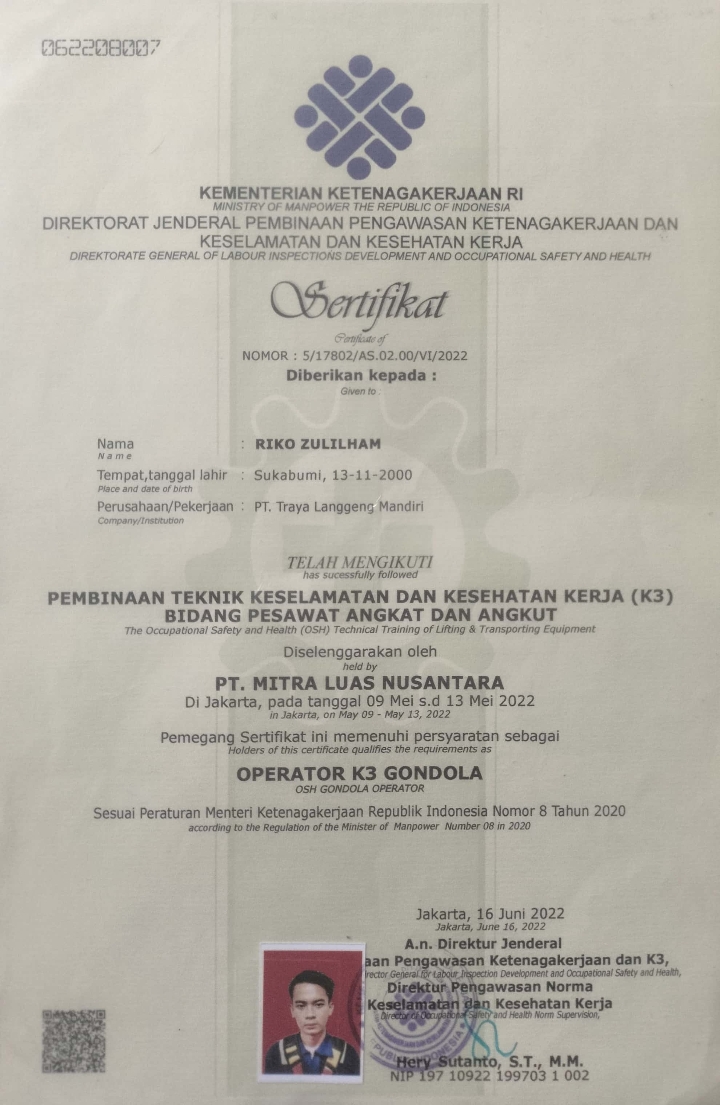 062208007
KEMENTERIAN KETENAGAKERJAAN RI
MINISTRY OF MANPOWER THE REPUBLIC OF INDONESIA
DIREKTORAT JENDERAL PEMBINAAN PENGAWASAN KETENAGAKERJAAN DAN
KESELAMATAN DAN KESEHATAN KERJA
DIREKTORATE GENERAL OF LABOUR INSPECTIONS DEVELOPMENT AND OCCUPATIONAL SAFETY AND HEALTH
Sertifikat
Certificate of
NOMOR : 5/17802/AS.02.00/VI/2022
Diberikan kepada :
Given to :
Nama : RIKO ZULILHAM
Name
Tempat,tanggal lahir : Sukabumi, 13-11-2000
Place and date of birth
Perusahaan/Pekerjaan : PT. Traya Langgeng Mandiri
Company/Institution
TELAH MENGIKUTI
has sucessfully followed
PEMBINAAN TEKNIK KESELAMATAN DAN KESEHATAN KERJA (K3)
BIDANG PESAWAT ANGKAT DAN ANGKUT
The Occupational Safety and Health (OSH) Technical Training of Lifting & Transporting Equipment
Diselenggarakan oleh
held by
PT. MITRA LUAS NUSANTARA
Di Jakarta, pada tanggal 09 Mei s.d 13 Mei 2022
in Jakarta, on May 09 - May 13, 2022
Pemegang Sertifikat ini memenuhi persyaratan sebagai
Holders of this certificate qualifies the requirements as
OPERATOR K3 GONDOLA
OSH GONDOLA OPERATOR
Sesuai Peraturan Menteri Ketenagakerjaan Republik Indonesia Nomor 8 Tahun 2020
according to the Regulation of the Minister of Manpower Number 08 in 2020
Jakarta, 16 Juni 2022
Jakarta, June 16, 2022
A.n. Direktur Jenderal
aan Pengawasan Ketenagakerjaan dan K3,
rector General for Labour Inspection Development and Occupational Safety and Health,
Direktur Pengawasan Norma
Keselamatan dan Kesehatan Kerja
Director of Occupational Safety and Health Norm Supervision,
Hery Sutanto, S.T., M.M.
NIP 197 10922 199703 1 002